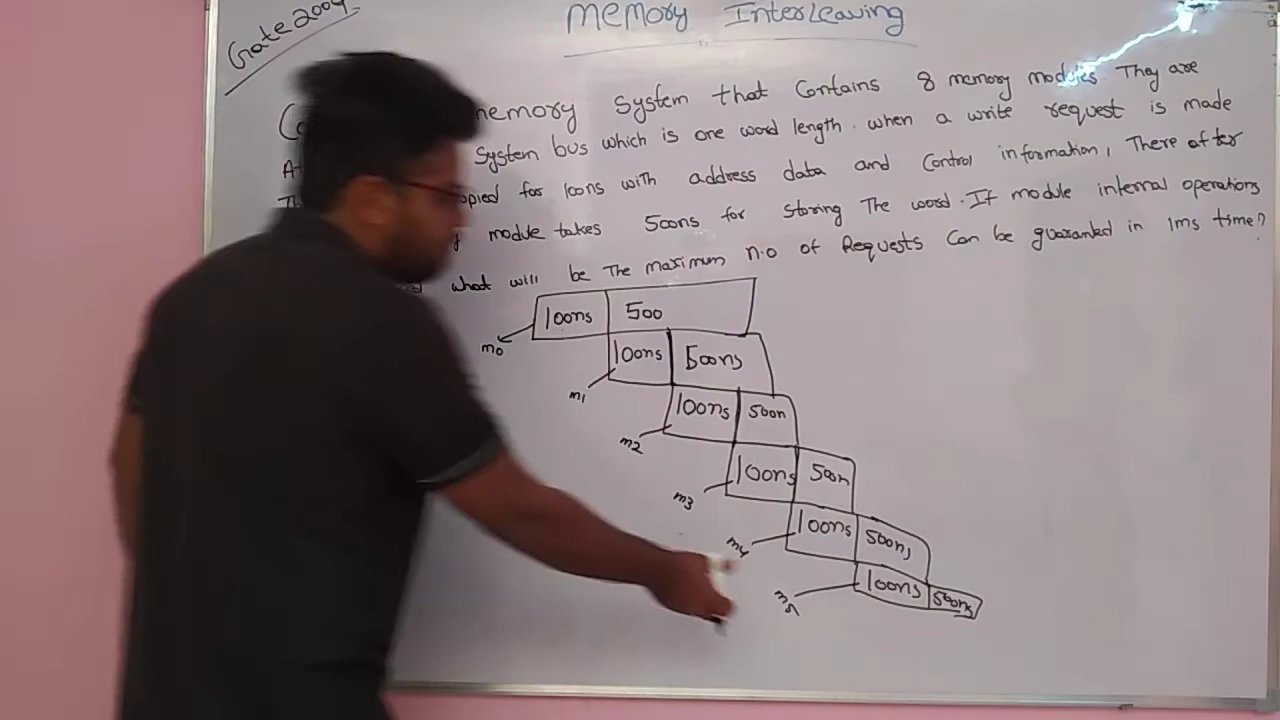 Gate 2009
Memory Interleaving
memory system that contains 8 memory modules. They are
system bus which is one word length. when a write request is made
for 100ns with address data and control information, There after
module takes 500ns for storing The word. If module internal operations
what will be The maximum n.o of Requests can be guaranted in 1ms time?
100ns 500
m0
100ns 500ns
m1
100ns 500n
m2
100ns 500n
m3
100ns 500ns
m4
100ns 500ns
m5